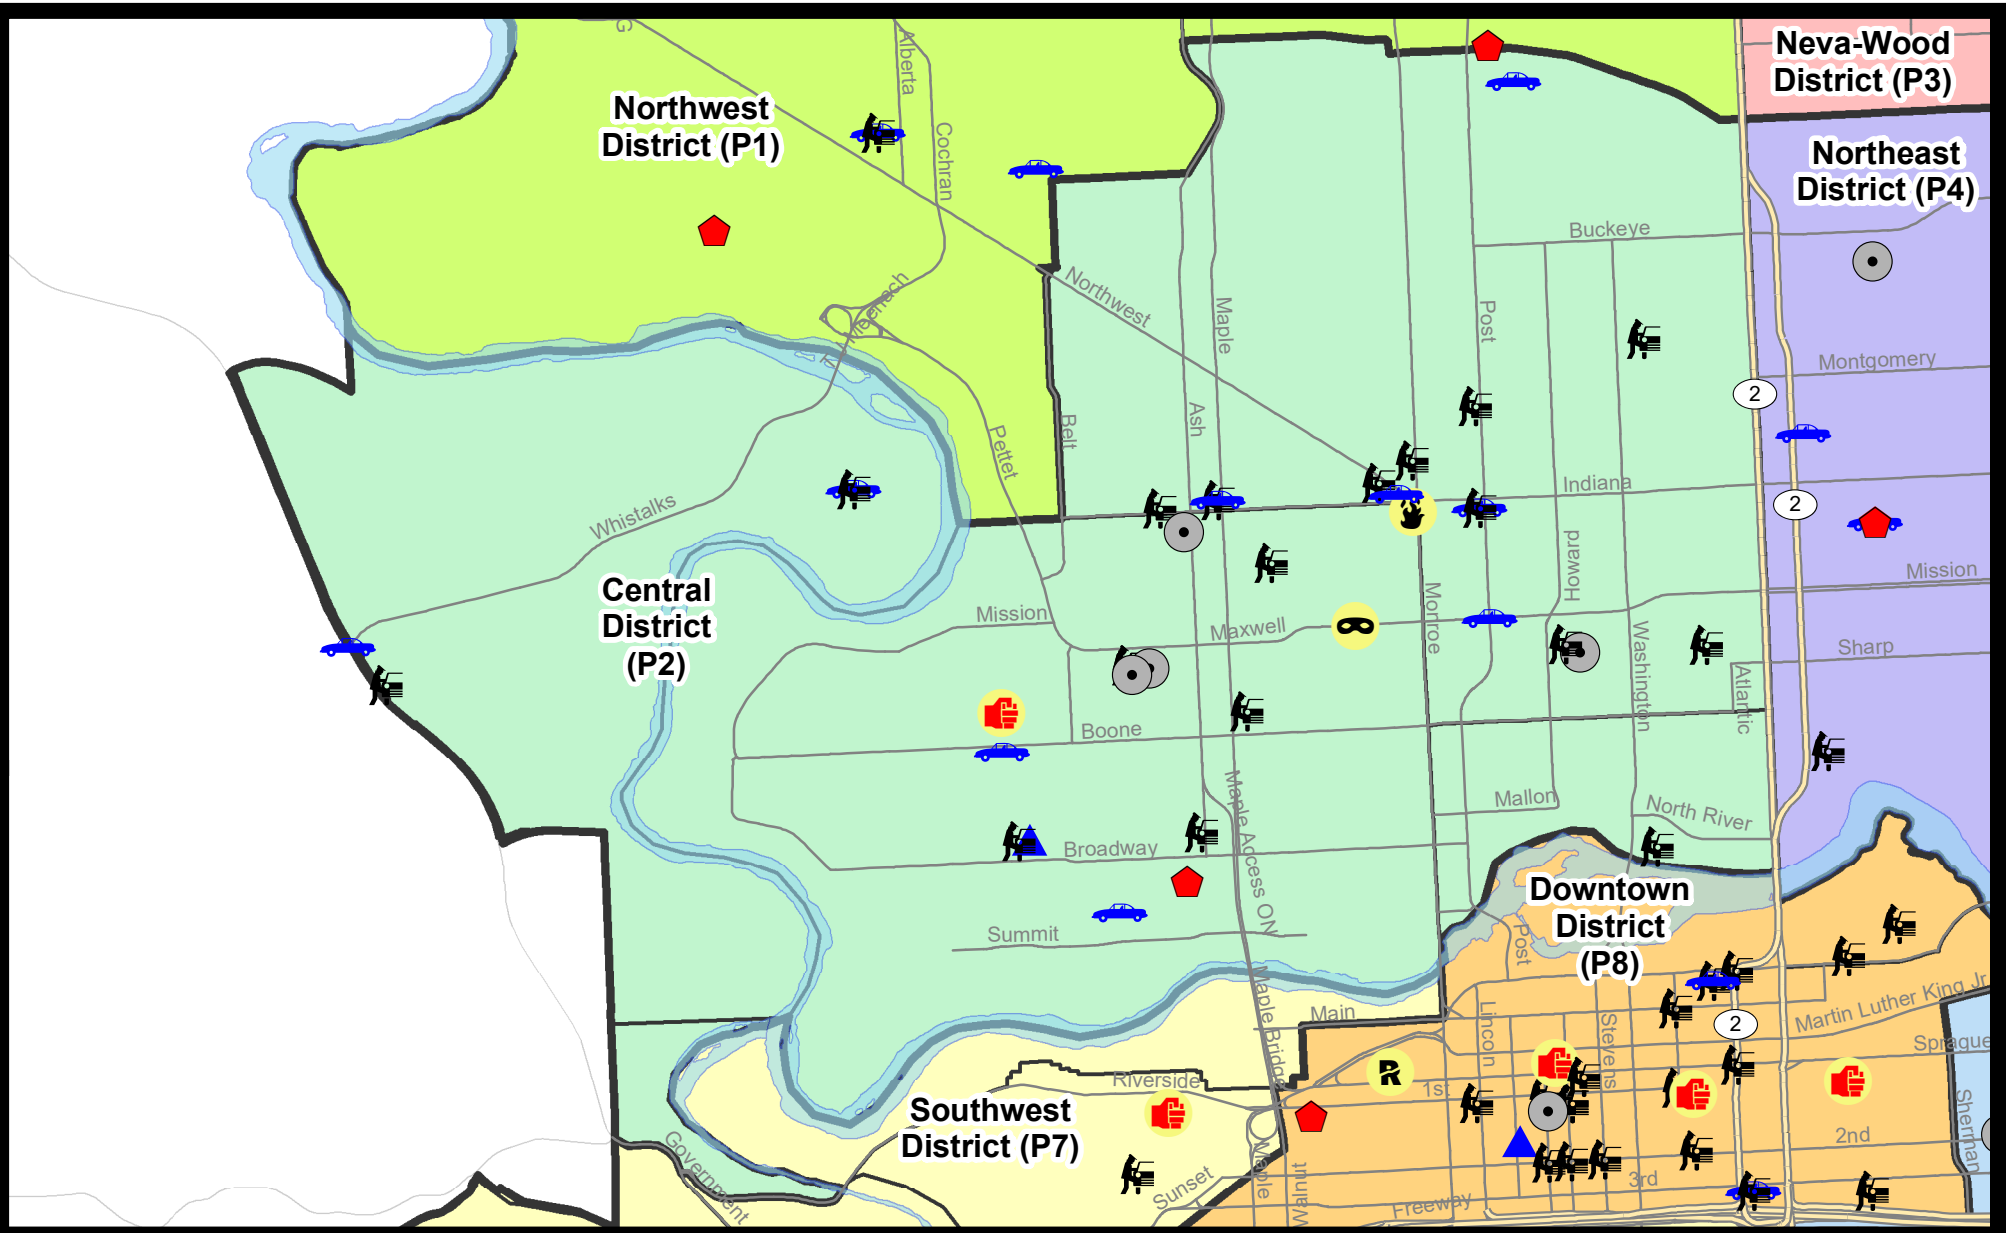 G
Alberta
Cochran
Northwest
District (P1)
Neva-Wood
District (P3)
Northeast
District (P4)
Buckeye
Northwest
Maple
Post
Montgomery
2
Ash
Belt
Pettet
Indiana
2
Whistalks
Howard
Mission
Central
District
(P2)
Mission
Maxwell
Monroe
Washington
Sharp
Atlantic
Boone
Maple Access ON
Mallon
North River
Broadway
Downtown
District
(P8)
Summit
Post
Maple Bridge
Main
Lincoln
Stevens
2
Martin Luther King Jr
Sprague
Riverside
1st
Southwest
District (P7)
Sherman
2nd
Government
Sunset
Maple
Walnut
3rd
Freeway